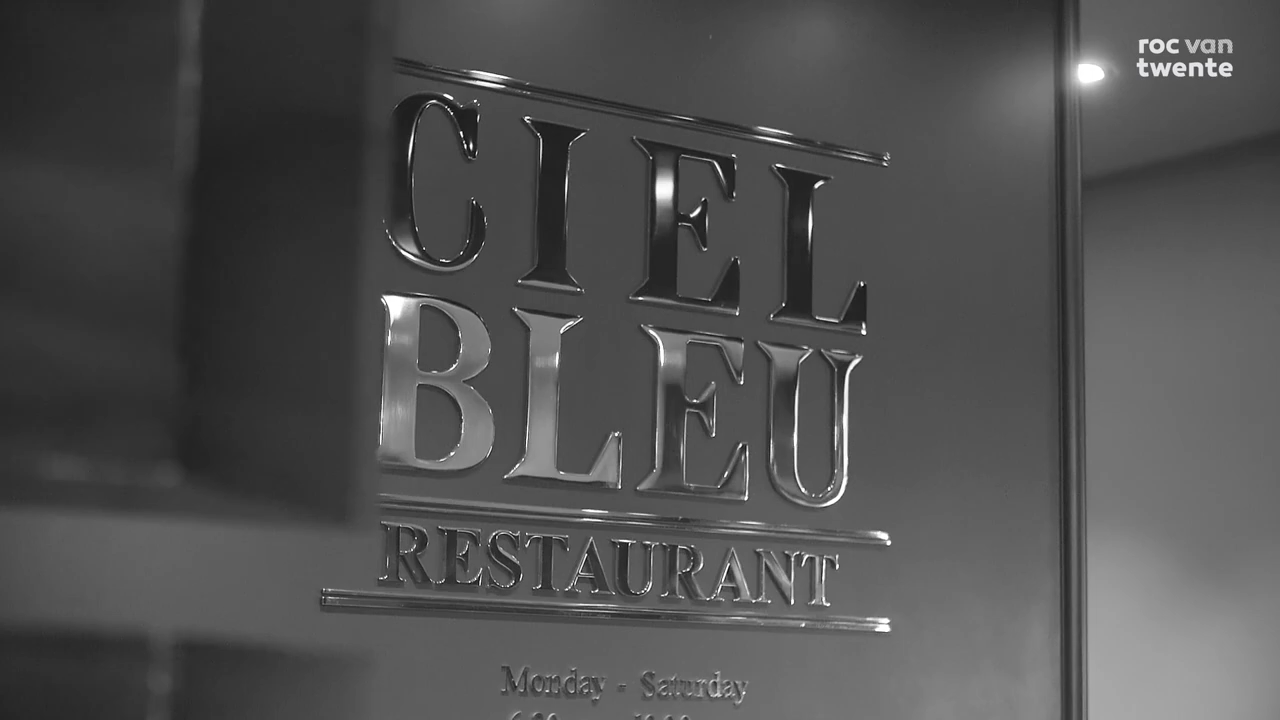 roc van
twente
CIEL
BLEU
RESTAURANT
Monday - Saturday